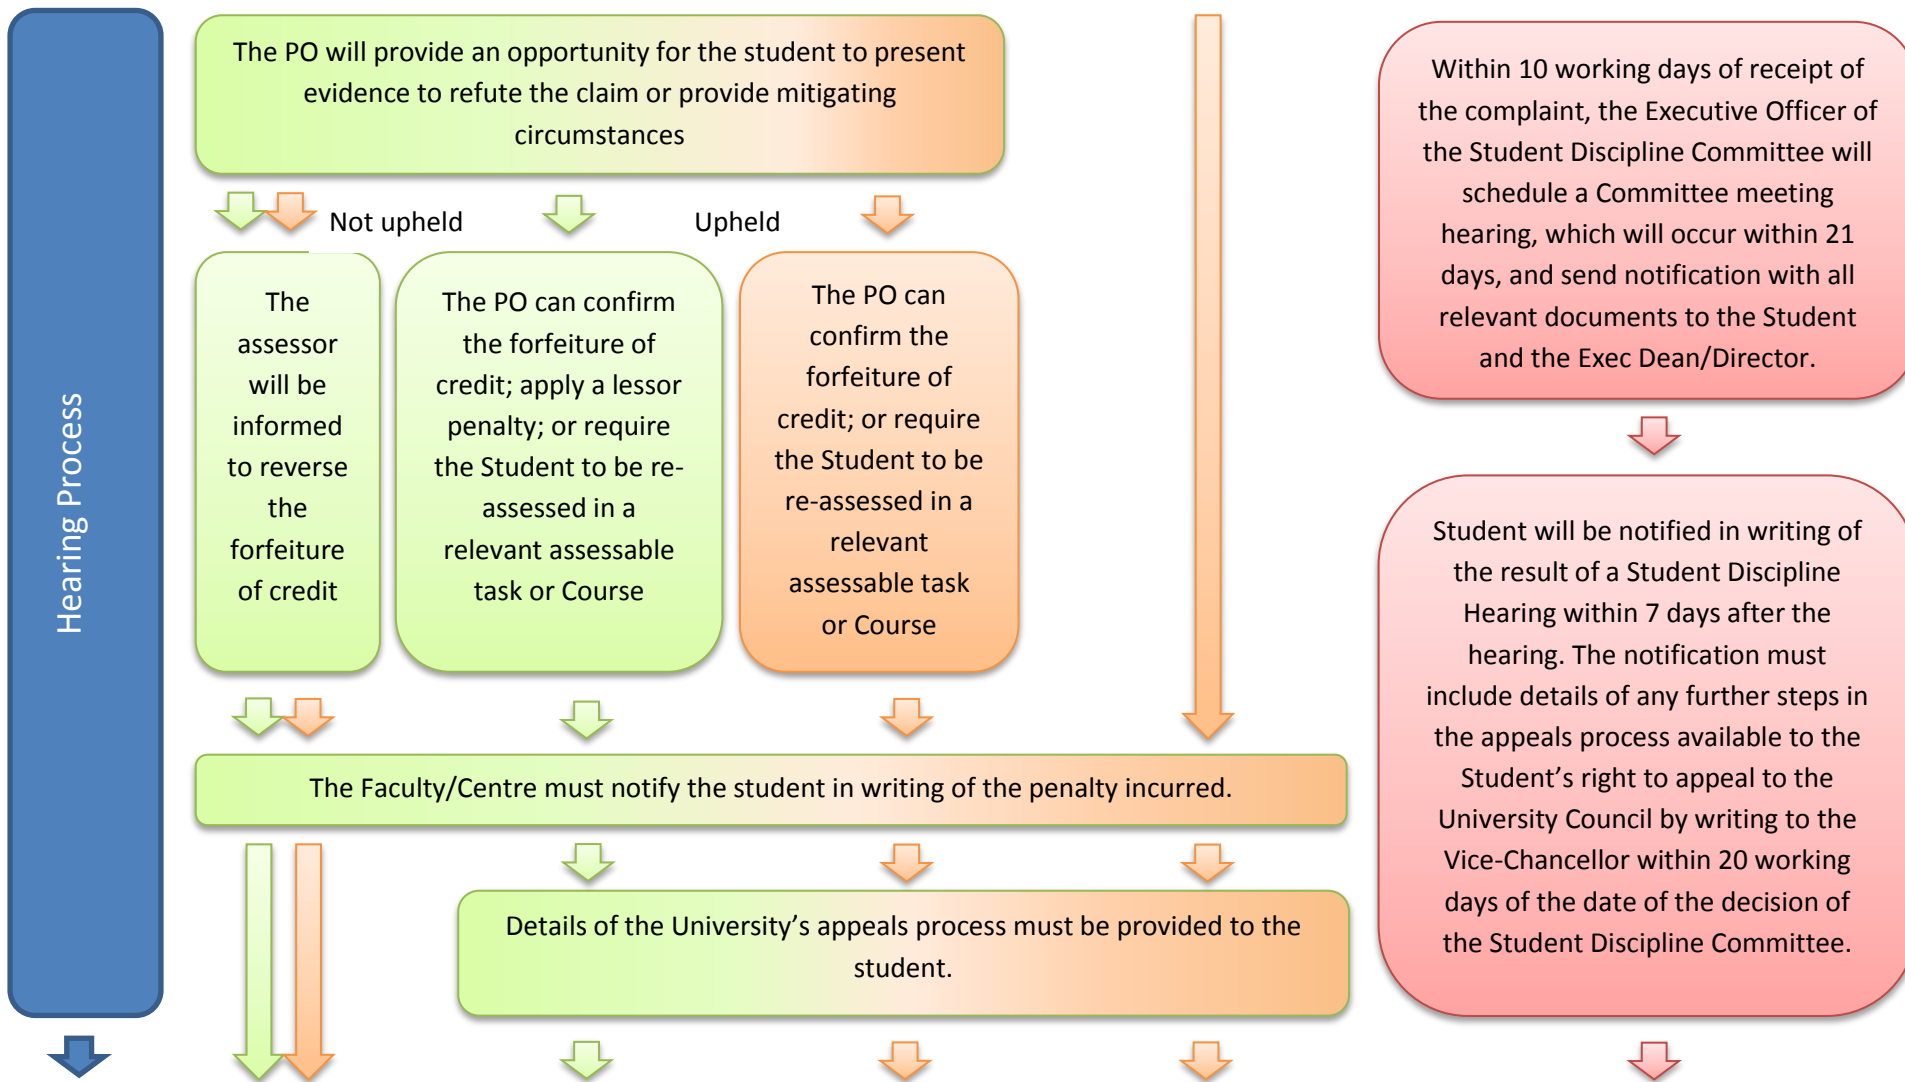 Hearing Process
The PO will provide an opportunity for the student to present
evidence to refute the claim or provide mitigating
circumstances
Not upheld
Upheld
The
assessor
will be
informed
to reverse
the
forfeiture
of credit
The PO can confirm
the forfeiture of
credit; apply a lessor
penalty; or require
the Student to be re-
assessed in a
relevant assessable
task or Course
The PO can
confirm the
forfeiture of
credit; or require
the Student to be
re-assessed in a
relevant
assessable task
or Course
The Faculty/Centre must notify the student in writing of the penalty incurred.
Details of the University's appeals process must be provided to the
student.
Within 10 working days of receipt of
the complaint, the Executive Officer of
the Student Discipline Committee will
schedule a Committee meeting
hearing, which will occur within 21
days, and send notification with all
relevant documents to the Student
and the Exec Dean/Director.
Student will be notified in writing of
the result of a Student Discipline
Hearing within 7 days after the
hearing. The notification must
include details of any further steps in
the appeals process available to the
Student's right to appeal to the
University Council by writing to the
Vice-Chancellor within 20 working
days of the date of the decision of
the Student Discipline Committee.